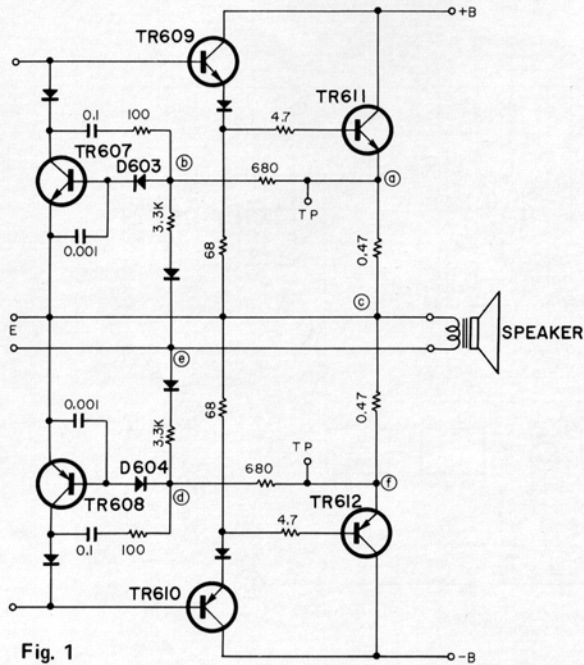 +B
TR609
TR611
0.1 100
4.7
TR607
ⓑ
D603
680
ⓐ
TP
3.3K
0.001
68
0.47
ⓒ
E
SPEAKER
ⓔ
0.001
68
0.47
3.3K
TP
D604
680
ⓓ
ⓕ
TR608
TR612
4.7
0.1 100
TR610
Fig. 1
-B